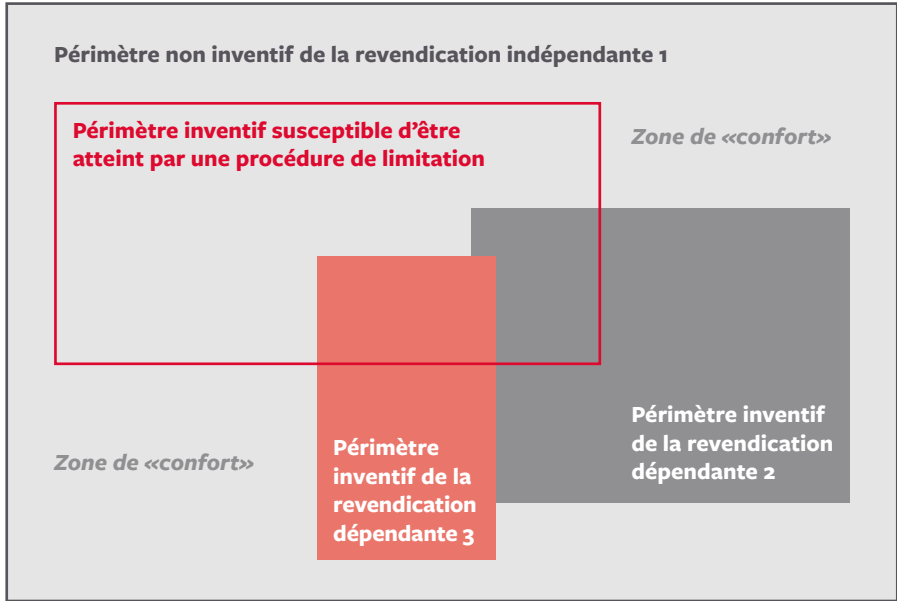 Périmètre non inventif de la revendication indépendante 1
Périmètre inventif susceptible d'être
atteint par une procédure de limitation
Zone de «confort»
Périmètre inventif
de la revendication
dépendante 2
Zone de «confort»
Périmètre
inventif de la
revendication
dépendante 3